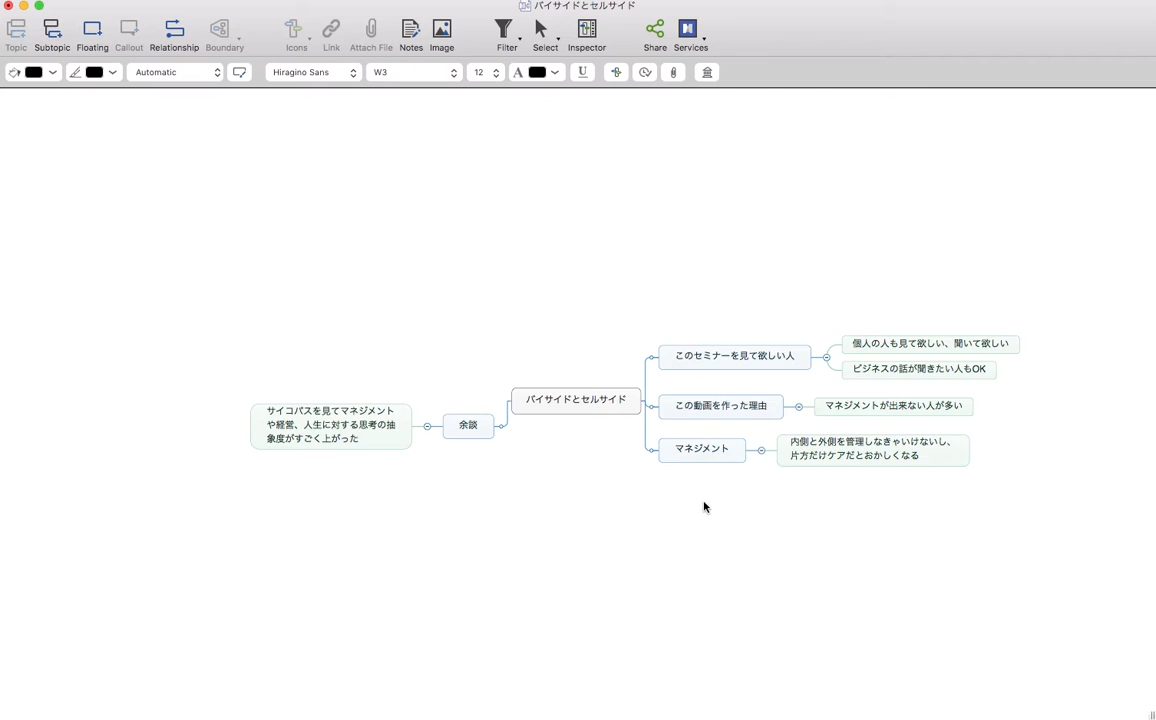 バイサイドとセルサイド
Topic Subtopic Floating Callout Relationship Boundary Icons Link Attach File Notes Image Filter Select Inspector Share Services
Automatic Hiragino Sans W3 12 A U
このセミナーを見て欲しい人
個人の人も見て欲しい、聞いて欲しい
ビジネスの話が聞きたい人もOK
バイサイドとセルサイド
この動画を作った理由
マネジメントが出来ない人が多い
マネジメント
内側と外側を管理しなきゃいけないし、
片方だけケアだとおかしくなる
余談
サイコパスを見てマネジメント
や経営、人生に対する思考の抽
象度がすごく上がった